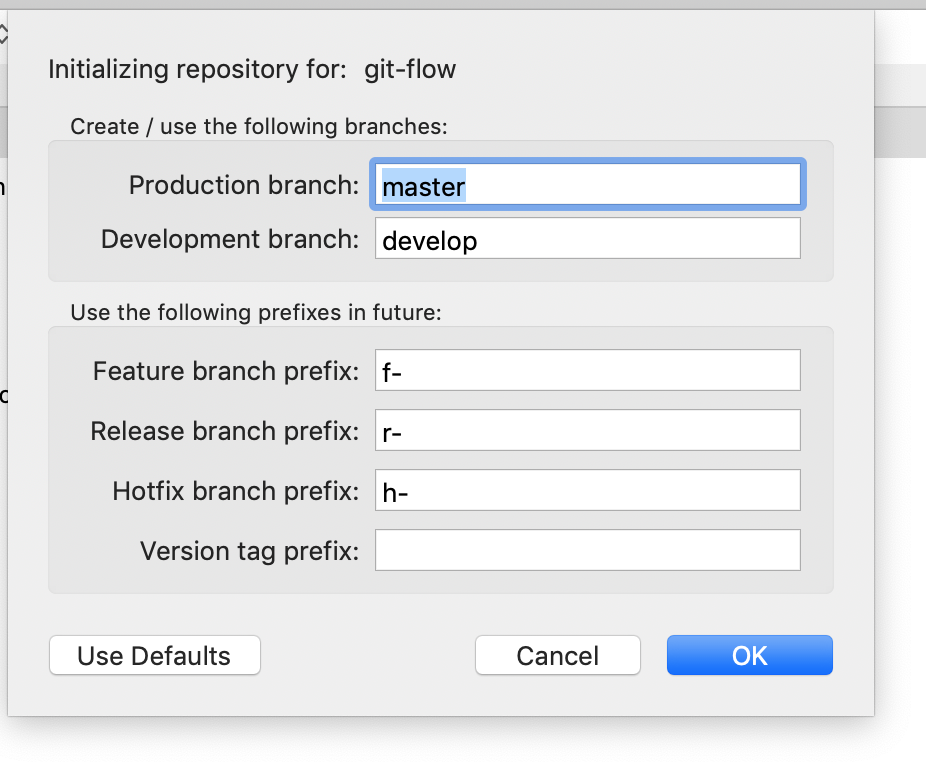 Initializing repository for: git-flow
Create / use the following branches:
Production branch: master
Development branch: develop
Use the following prefixes in future:
Feature branch prefix: f-
Release branch prefix: r-
Hotfix branch prefix: h-
Version tag prefix:
Use Defaults Cancel OK